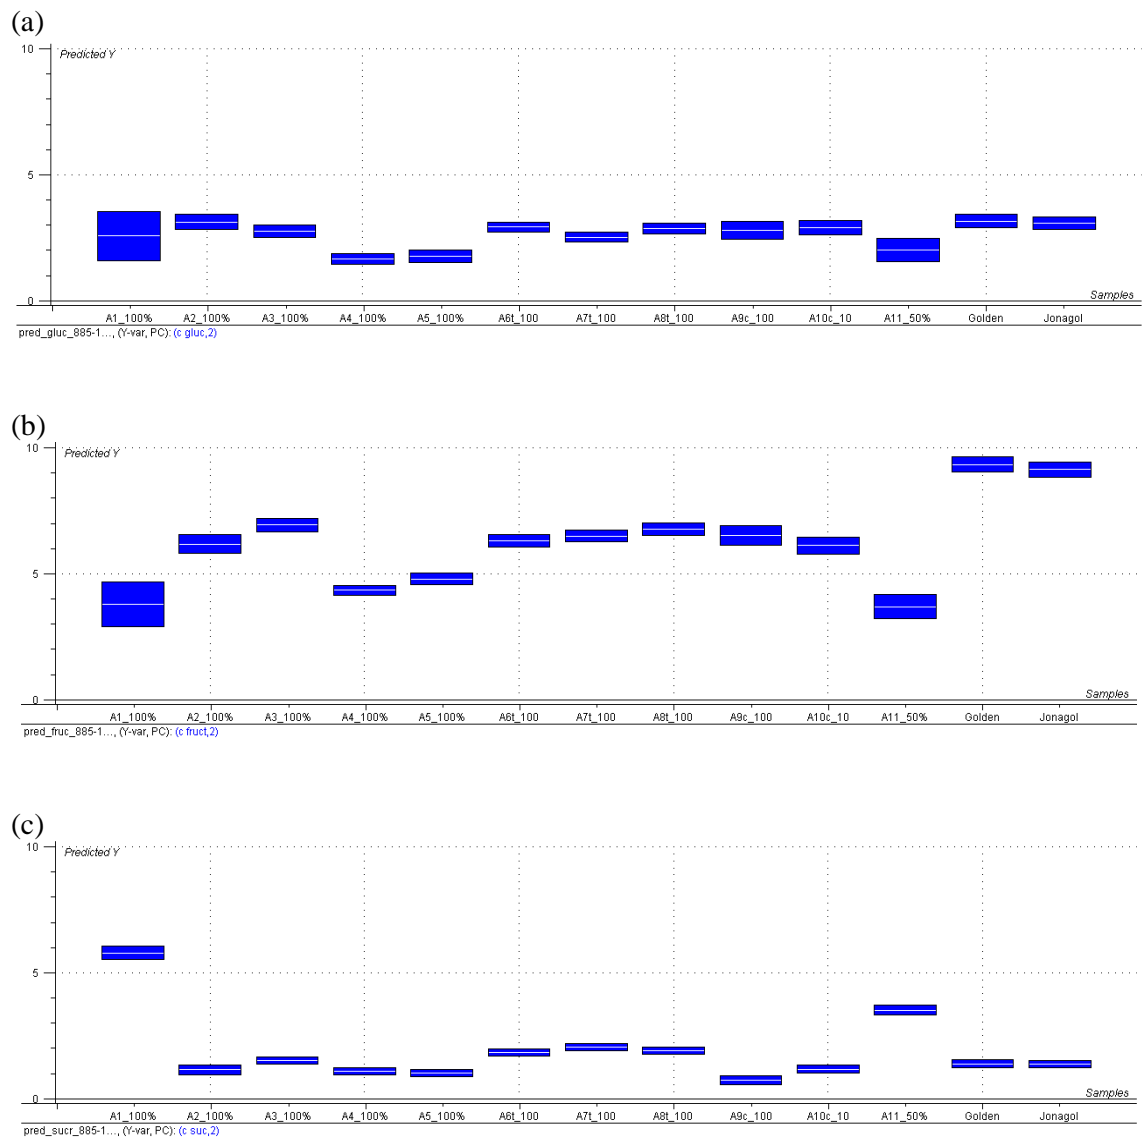 (a)
10
Predicted Y
5
0
Samples
A1_100% A2_100% A3_100% A4_100% A5_100% A6t_100 A7t_100 A8t_100 A9c_100 A10c_10 A11_50% Golden Jonagol
pred_gluc_885-1..., (Y-var, PC): (c gluc,2)
(b)
10
Predicted Y
5
0
Samples
A1_100% A2_100% A3_100% A4_100% A5_100% A6t_100 A7t_100 A8t_100 A9c_100 A10c_10 A11_50% Golden Jonagol
pred_fruc_885-1..., (Y-var, PC): (c fruct,2)
(c)
10
Predicted Y
5
0
Samples
A1_100% A2_100% A3_100% A4_100% A5_100% A6t_100 A7t_100 A8t_100 A9c_100 A10c_10 A11_50% Golden Jonagol
pred_sucr_885-1..., (Y-var, PC): (c suc,2)